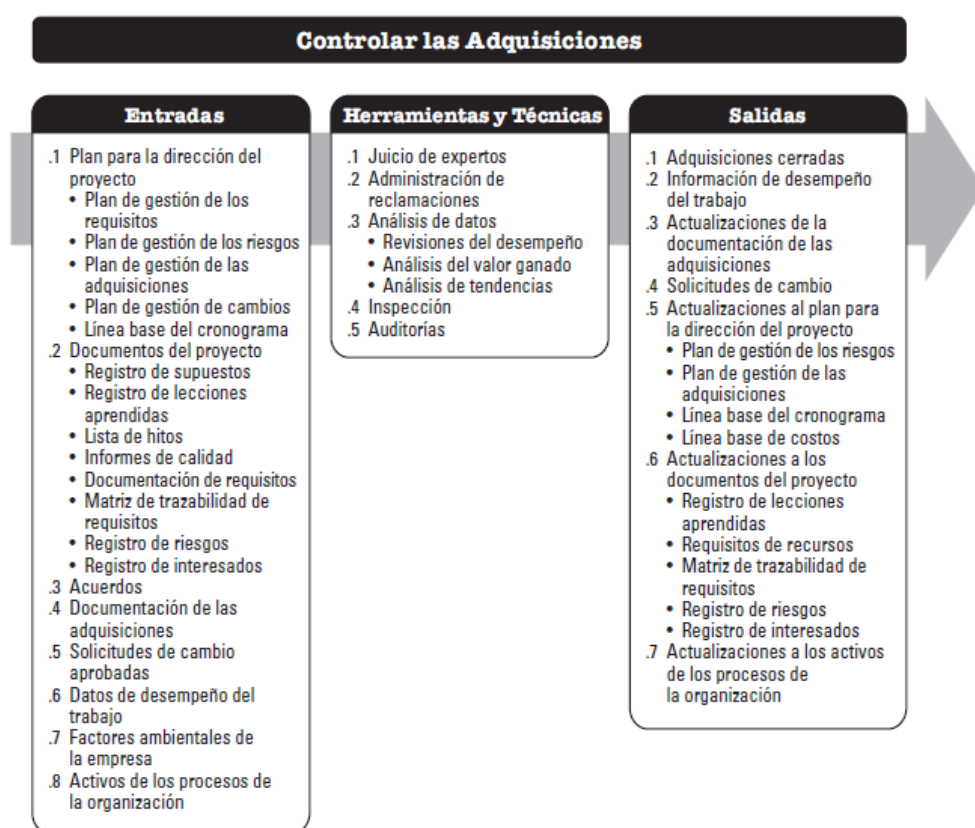 Controlar las Adquisiciones
Entradas
.1 Plan para la dirección del
proyecto
• Plan de gestión de los
requisitos
• Plan de gestión de los riesgos
• Plan de gestión de las
adquisiciones
• Plan de gestión de cambios
• Línea base del cronograma
.2 Documentos del proyecto
• Registro de supuestos
• Registro de lecciones
aprendidas
• Lista de hitos
• Informes de calidad
• Documentación de requisitos
• Matriz de trazabilidad de
requisitos
• Registro de riesgos
• Registro de interesados
.3 Acuerdos
.4 Documentación de las
adquisiciones
.5 Solicitudes de cambio
aprobadas
.6 Datos de desempeño del
trabajo
.7 Factores ambientales de
la empresa
.8 Activos de los procesos de
la organización
Herramientas y Técnicas
.1 Juicio de expertos
.2 Administración de
reclamaciones
.3 Análisis de datos
• Revisiones del desempeño
• Análisis del valor ganado
• Análisis de tendencias
.4 Inspección
.5 Auditorías
Salidas
.1 Adquisiciones cerradas
.2 Información de desempeño
del trabajo
.3 Actualizaciones de la
documentación de las
adquisiciones
.4 Solicitudes de cambio
.5 Actualizaciones al plan para
la dirección del proyecto
• Plan de gestión de los riesgos
• Plan de gestión de las
adquisiciones
• Línea base del cronograma
• Línea base de costos
.6 Actualizaciones a los
documentos del proyecto
• Registro de lecciones
aprendidas
• Requisitos de recursos
• Matriz de trazabilidad de
requisitos
• Registro de riesgos
• Registro de interesados
.7 Actualizaciones a los activos
de los procesos de
la organización